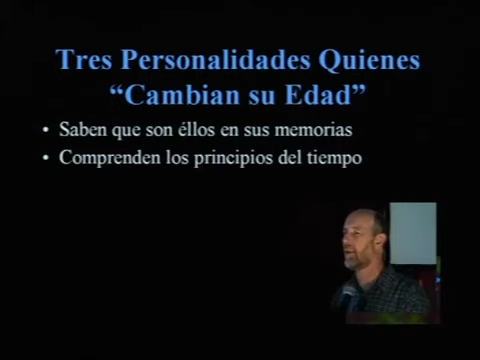 Tres Personalidades Quienes
“Cambian su Edad”
• Saben que son éllos en sus memorias
• Comprenden los principios del tiempo